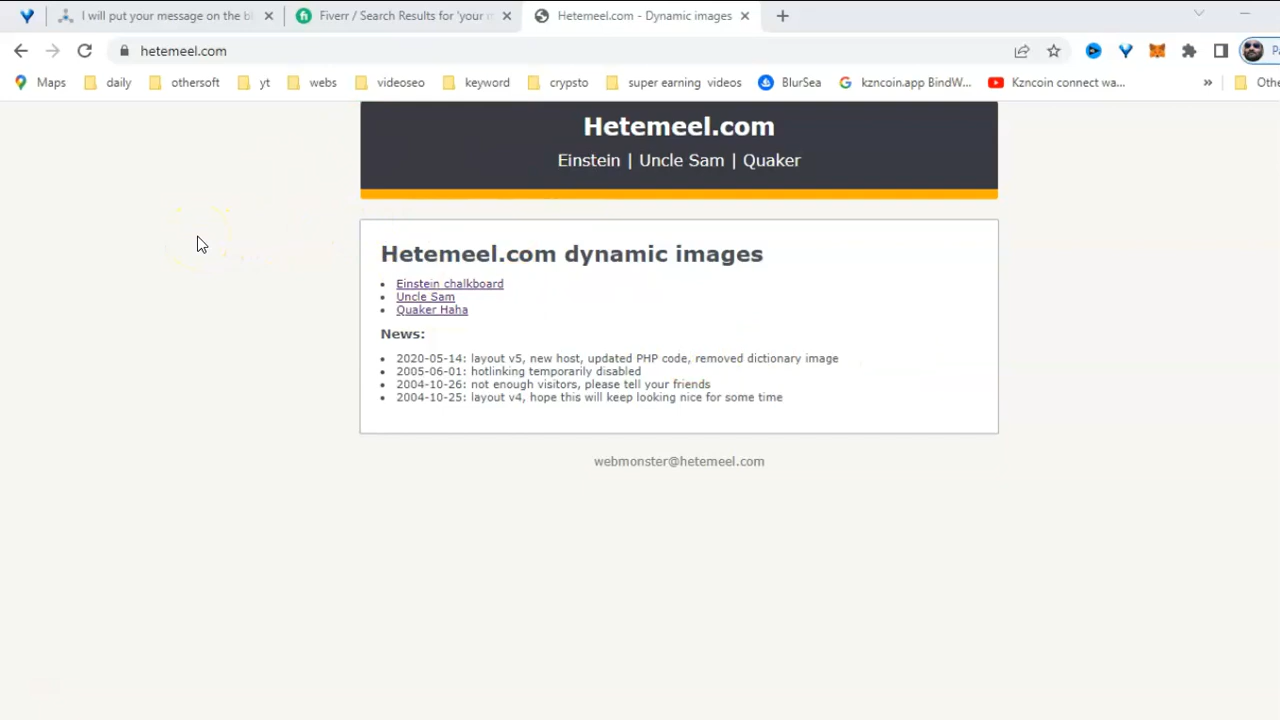 I will put your message on the bl
Fiverr / Search Results for 'your m
Hetemeel.com - Dynamic images
hetemeel.com
Maps
daily
othersoft
yt
webs
videoseo
keyword
crypsto
super earning videos
BlurSea
kzncoin.app BindW...
Kzncoin connect wa...
»
Othe
Hetemeel.com
Einstein | Uncle Sam | Quaker
Hetemeel.com dynamic images
• Einstein chalkboard
• Uncle Sam
• Quaker Haha
News:
• 2020-05-14: layout v5, new host, updated PHP code, removed dictionary image
• 2005-06-01: hotlinking temporarily disabled
• 2004-10-26: not enough visitors, please tell your friends
• 2004-10-25: layout v4, hope this will keep looking nice for some time
webmonster@hetemeel.com